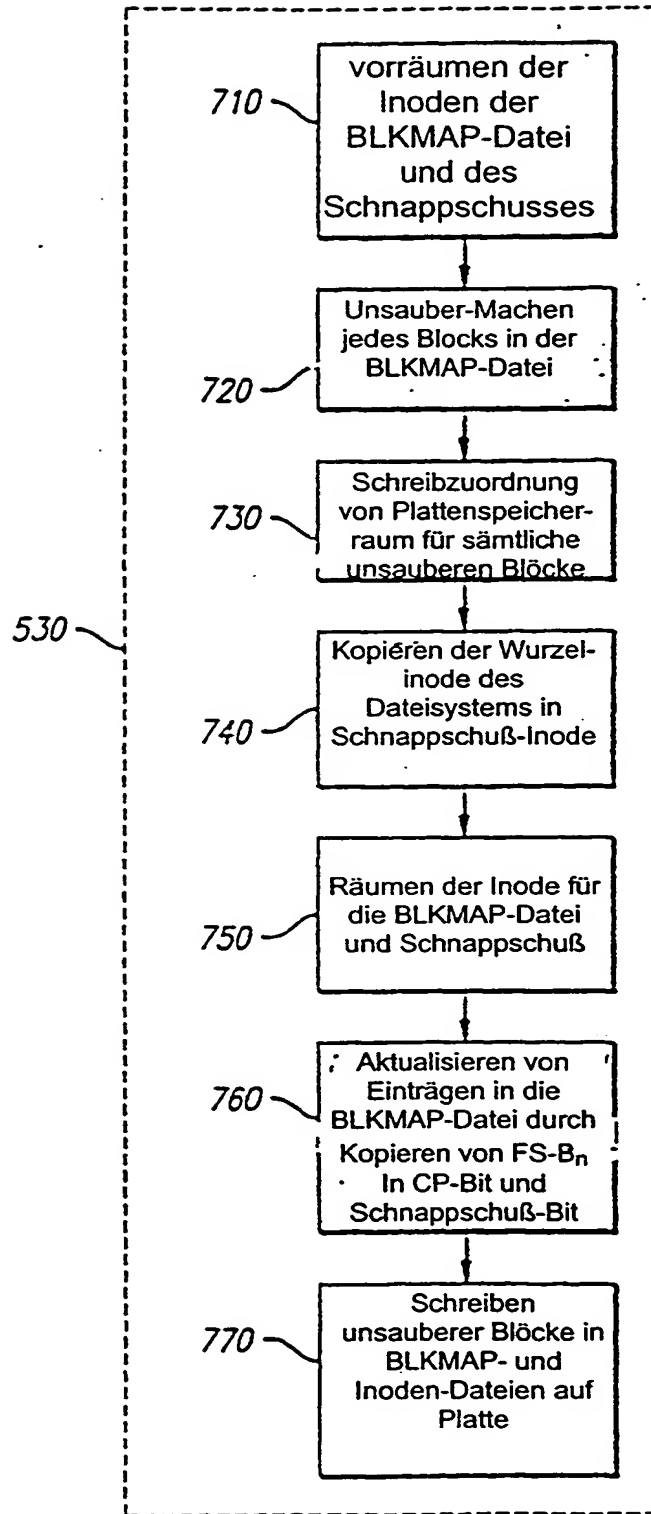 710
vorräumen der
Inoden der
BLKMAP-Datei
und des
Schnappschusses
720
Unsauber-Machen
jedes Blocks in der
BLKMAP-Datei
730
Schreibzuordnung
von Plattenspeicher-
raum für sämtliche
unsauberen Blöcke
530
740
Kopieren der Wurzel-
inode des
Dateisystems in
Schnappschuß-Inode
750
Räumen der Inode für
die BLKMAP-Datei
und Schnappschuß
760
Aktualisieren von
Einträgen in die
BLKMAP-Datei durch
Kopieren von FS-Bn
In CP-Bit und
Schnappschuß-Bit
770
Schreiben
unsauberer Blöcke in
BLKMAP- und
Inoden-Dateien auf
Platte